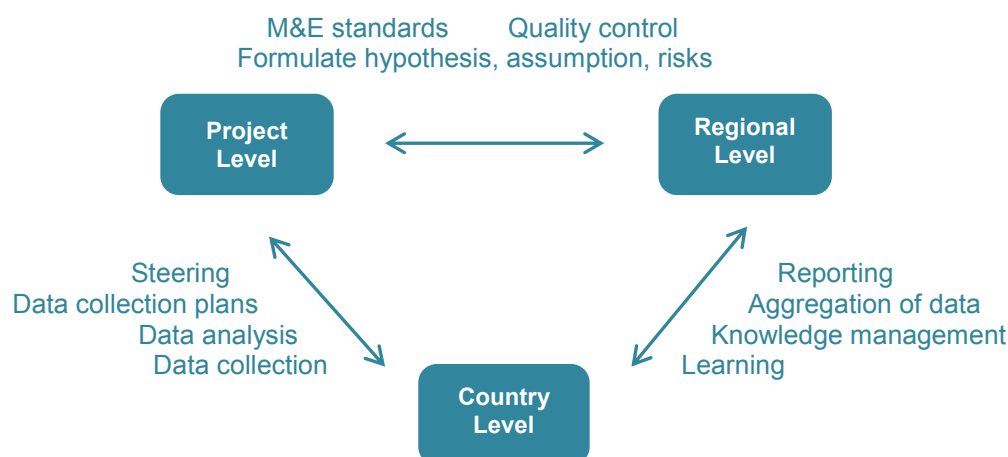 M&E standards Quality control
Formulate hypothesis, assumption, risks
Project
Level
Regional
Level
Steering
Data collection plans
Data analysis
Data collection
Reporting
Aggregation of data
Knowledge management
Learning
Country
Level